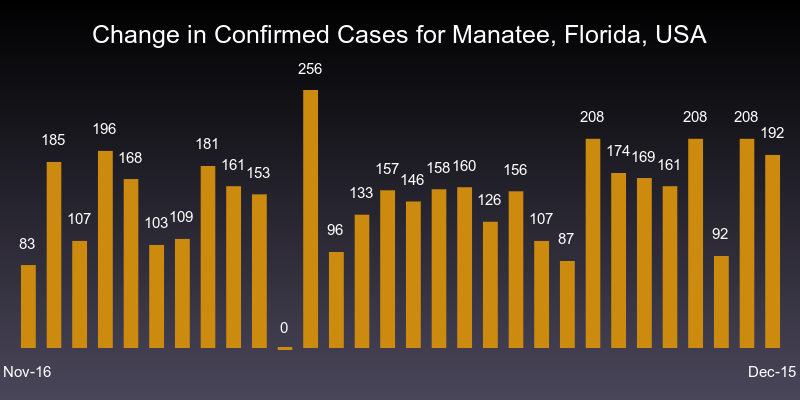 Change in Confirmed Cases for Manatee, Florida, USA
83 185 107 196 168 103 109 181 161 153 0 256 96 133 157 146 158 160 126 156 107 87 208 174 169 161 208 92 208 192
Nov-16 Dec-15